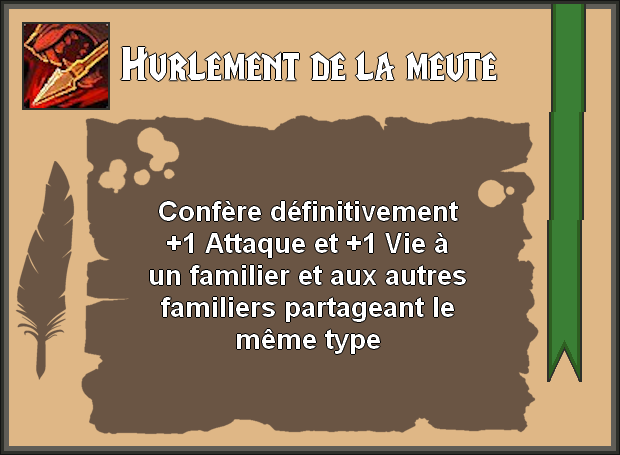 Hurlement de la meute
Confère définitivement
+1 Attaque et +1 Vie à
un familier et aux autres
familiers partageant le
même type